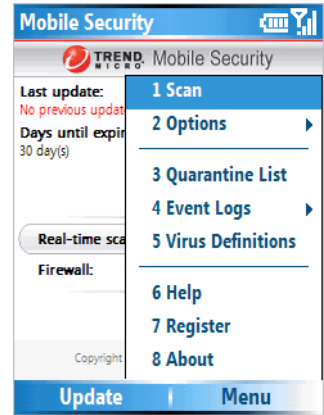 Mobile Security
TREND MICRO Mobile Security
Last update:
No previous updat
Days until expir
30 day(s)
Real-time sca
Firewall:
Copyright
1 Scan
2 Options
3 Quarantine List
4 Event Logs
5 Virus Definitions
6 Help
7 Register
8 About
Update
Menu